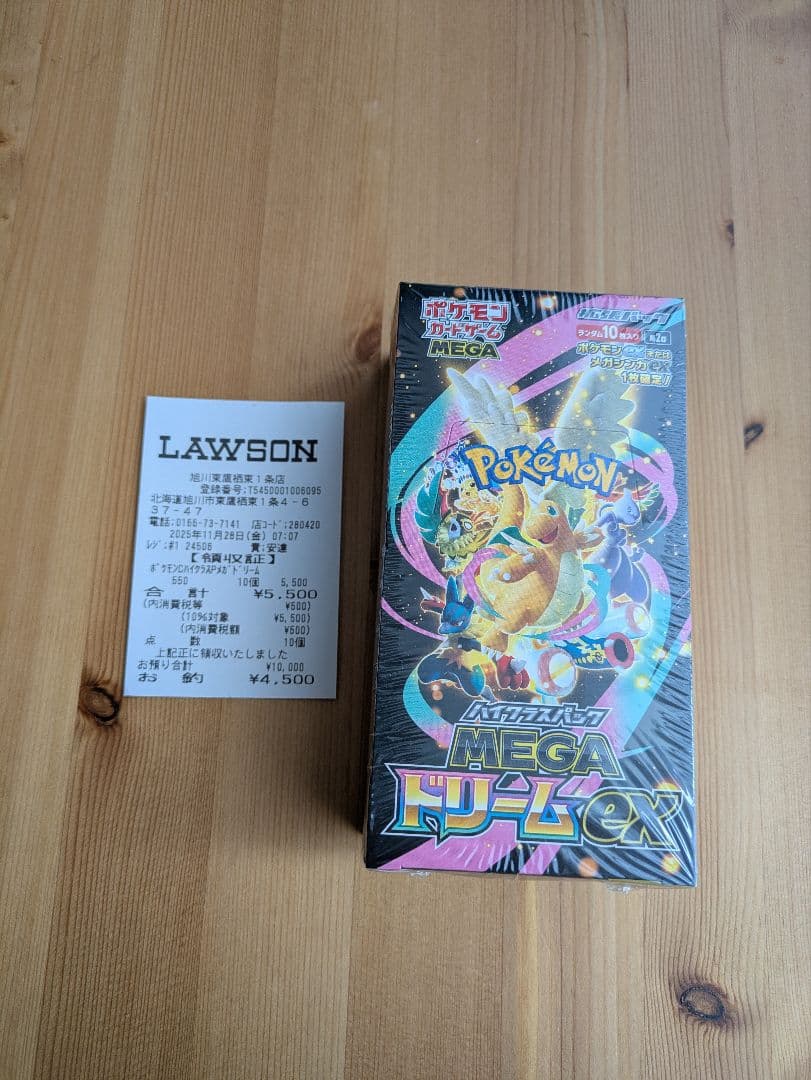 LAWSON
旭川東鷹栖東1条店
登録番号:T5450001006095
北海道旭川市東鷹栖東1条4-6
37-47
電話:0166-73-7141 店コード:280420
2025年11月28日(金) 07:07
レジ:#1 24506 責:安達
【領収証】
ポケモンCハイクラスPメガドリーム
550 10個 5,500
合 計 ¥5,500
(内消費税等 ¥500)
(10%対象 ¥5,500)
(内消費税額 ¥500)
点 数 10個
上記正に領収いたしました
お預り合計 ¥10,000
お 釣 ¥4,500
ポケモン
カードゲーム
MEGA
ハイクラスパック
ランダム10枚入り
ポケモンexまたは
メガシンカex
1枚確定!
POKéMON
ハイクラスパック
MEGA
ドリームex